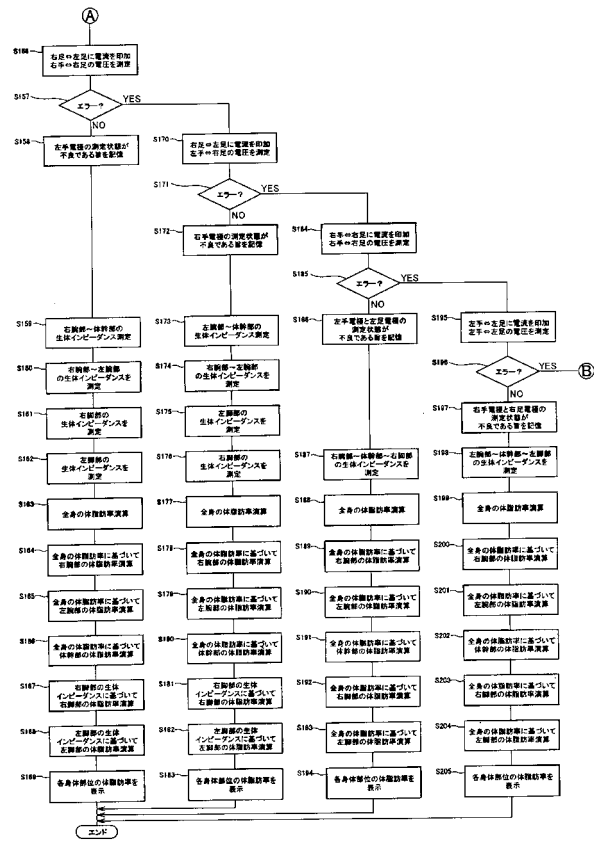 A
S156
右足⇔左足に電流を印加
右手⇔右足の電圧を測定
S157
エラー?
YES
NO
S158
左手電極の測定状態が
不良である旨を記憶
S159
右腕部～体幹部の
生体インピーダンス測定
S160
右腕部～左腕部
の生体インピーダンスを
測定
S161
右脚部の
生体インピーダンスを
測定
S162
左脚部の
生体インピーダンスを
測定
S163
全身の体脂肪率演算
S164
全身の体脂肪率に基づいて
右腕部の体脂肪率演算
S165
全身の体脂肪率に基づいて
左腕部の体脂肪率演算
S166
全身の体脂肪率に基づいて
体幹部の体脂肪率演算
S167
右脚部の生体
インピーダンスに基づいて
右脚部の体脂肪率演算
S168
左脚部の生体
インピーダンスに基づいて
左脚部の体脂肪率演算
S169
各身体部位の体脂肪率を
表示
エンド
S170
右足⇔左足に電流を印加
左手⇔左足の電圧を測定
S171
エラー?
YES
NO
S172
右手電極の測定状態が
不良である旨を記憶
S173
左腕部～体幹部の
生体インピーダンス測定
S174
右腕部～左腕部
の生体インピーダンスを
測定
S175
左脚部の
生体インピーダンスを
測定
S176
右脚部の
生体インピーダンスを
測定
S177
全身の体脂肪率演算
S178
全身の体脂肪率に基づいて
右腕部の体脂肪率演算
S179
全身の体脂肪率に基づいて
左腕部の体脂肪率演算
S180
全身の体脂肪率に基づいて
体幹部の体脂肪率演算
S181
右脚部の生体
インピーダンスに基づいて
右脚部の体脂肪率演算
S182
左脚部の生体
インピーダンスに基づいて
左脚部の体脂肪率演算
S183
各身体部位の体脂肪率を
表示
S184
右手⇔右足に電流を印加
右手⇔右足の電圧を測定
S185
エラー?
YES
NO
S186
左手電極と左足電極の
測定状態が
不良である旨を記憶
S187
右腕部～体幹部～右脚部
の生体インピーダンスを
測定
S188
全身の体脂肪率演算
S189
全身の体脂肪率に基づいて
右腕部の体脂肪率演算
S190
全身の体脂肪率に基づいて
左腕部の体脂肪率演算
S191
全身の体脂肪率に基づいて
体幹部の体脂肪率演算
S192
全身の体脂肪率に基づいて
右脚部の体脂肪率演算
S193
全身の体脂肪率に基づいて
左脚部の体脂肪率演算
S194
各身体部位の体脂肪率を
表示
S195
左手⇔左足に電流を印加
左手⇔左足の電圧を測定
S196
エラー?
YES
B
NO
S197
右手電極と右足電極の
測定状態が
不良である旨を記憶
S198
左腕部～体幹部～左脚部
の生体インピーダンスを
測定
S199
全身の体脂肪率演算
S200
全身の体脂肪率に基づいて
右腕部の体脂肪率演算
S201
全身の体脂肪率に基づいて
左腕部の体脂肪率演算
S202
全身の体脂肪率に基づいて
体幹部の体脂肪率演算
S203
全身の体脂肪率に基づいて
右脚部の体脂肪率演算
S204
全身の体脂肪率に基づいて
左脚部の体脂肪率演算
S205
各身体部位の体脂肪率を
表示